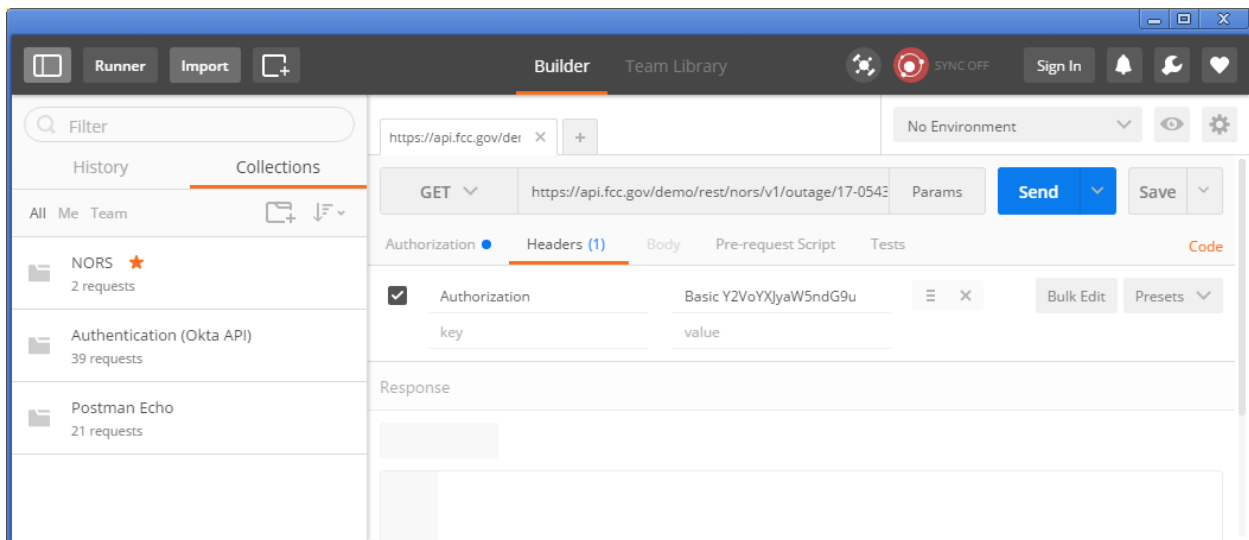 Runner Import Builder Team Library SYNC OFF Sign In
Filter
History Collections
All Me Team
NORS
2 requests
Authentication (Okta API)
39 requests
Postman Echo
21 requests
https://api.fcc.gov/der
No Environment
GET https://api.fcc.gov/demo/rest/nors/v1/outage/17-0543 Params Send Save
Authorization Headers (1) Body Pre-request Script Tests Code
Authorization Basic Y2VoYXJyaW5ndG9u Bulk Edit Presets
key value
Response